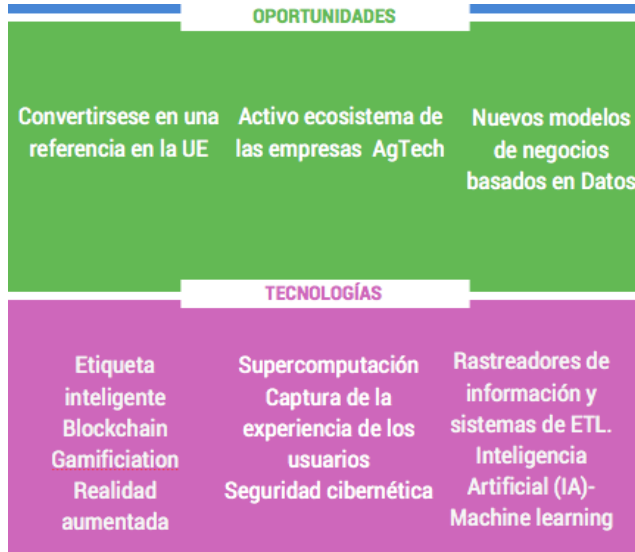 OPORTUNIDADES
Convertirsese en una
referencia en la UE
Activo ecosistema de
las empresas AgTech
Nuevos modelos
de negocios
basados en Datos
TECNOLOGÍAS
Etiqueta
inteligente
Blockchain
Gamificiation
Realidad
aumentada
Supercomputación
Captura de la
experiencia de los
usuarios
Seguridad cibernética
Rastreadores de
información y
sistemas de ETL.
Inteligencia
Artificial (IA)-
Machine learning